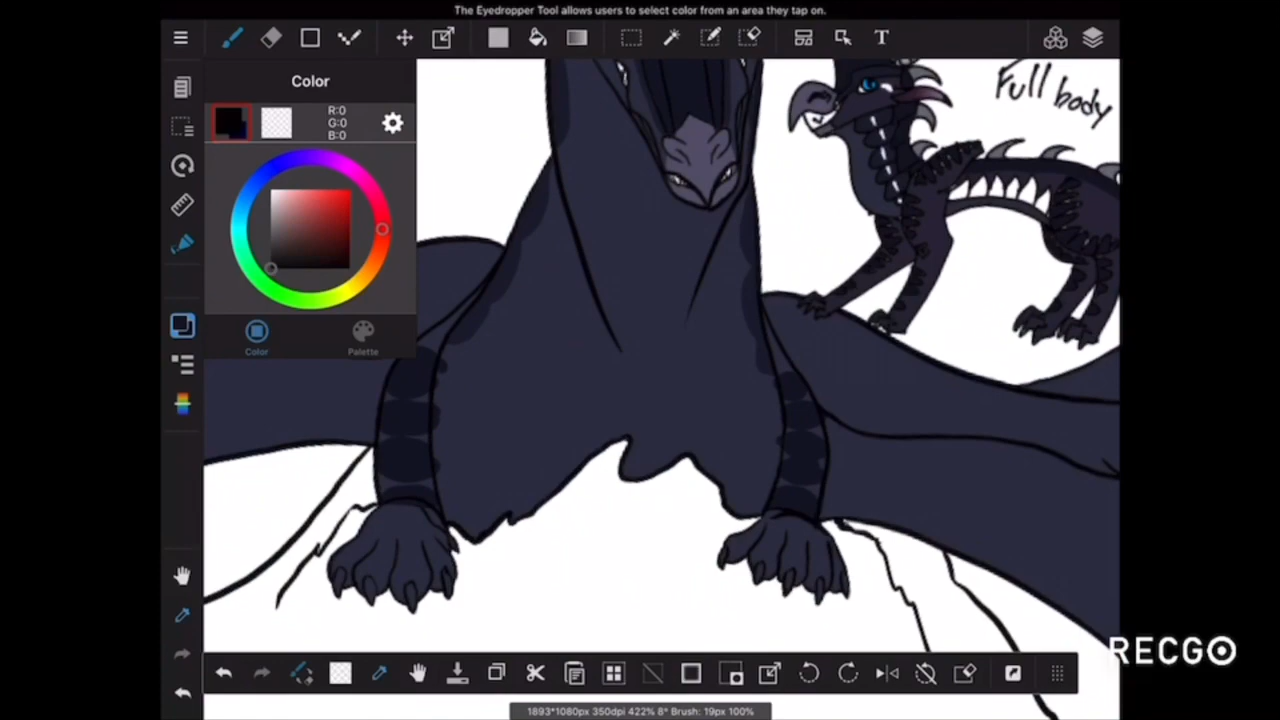 The Eyedropper Tool allows users to select color from an area they tap on.
T
Color
R:0
G:0
B:0
Color
Palette
Full body
RECGO
1893*1080px 350dpi 422% 8° Brush: 19px 100%